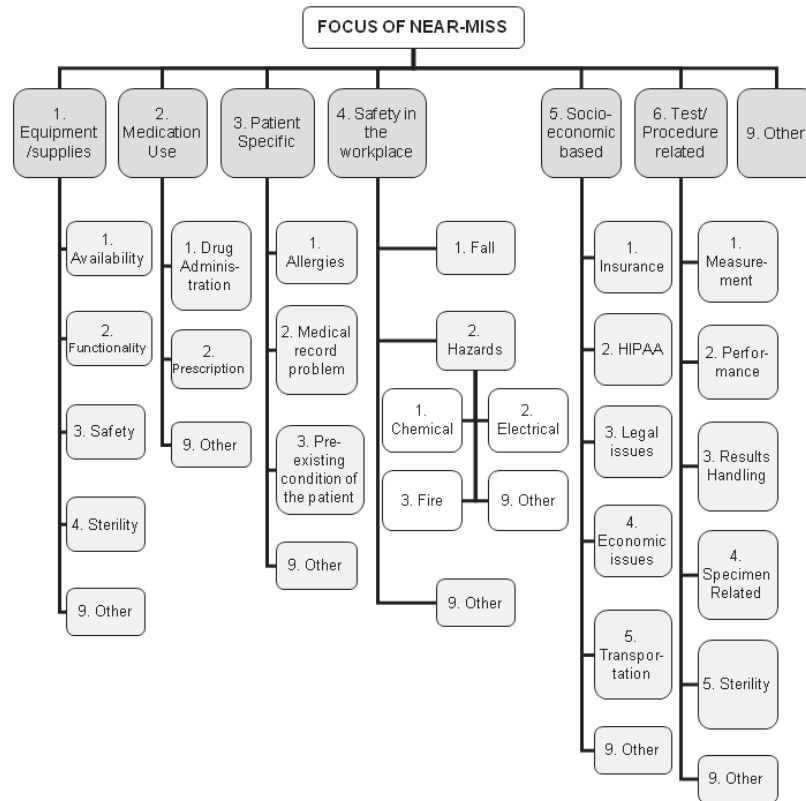 FOCUS OF NEAR-MISS
1.
Equipment
/supplies
2.
Medication
Use
3. Patient
Specific
4. Safety in
the
workplace
5. Socio-
economic
based
6. Test/
Procedure
related
9. Other
1.
Availability
2.
Functionality
3. Safety
4. Sterility
9. Other
1. Drug
Adminis-
tration
2.
Prescription
9. Other
1.
Allergies
2. Medical
record
problem
3. Pre-
existing
condition of
the patient
9. Other
1. Fall
2.
Hazards
1.
Chemical
2.
Electrical
3. Fire
9. Other
9. Other
1.
Insurance
2. HIPAA
3. Legal
issues
4.
Economic
issues
5.
Transpor-
tation
9. Other
1.
Measure-
ment
2. Perfor-
mance
3. Results
Handling
4.
Specimen
Related
5. Sterility
9. Other